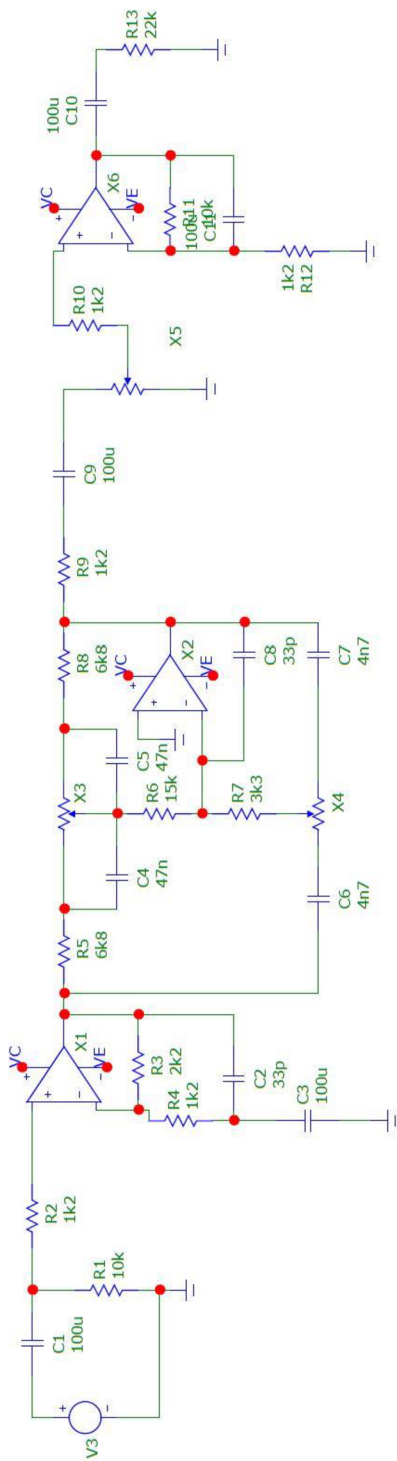 V3
+
-
C1
100u
R1
10k
R2
1k2
VC
+
+
-
-
VE
X1
R3
2k2
R4
1k2
C2
33p
C3
100u
R5
6k8
C4
47n
X3
C5
47n
R6
15k
R7
3k3
C6
4n7
X4
R8
6k8
VC
+
+
-
-
VE
X2
C8
33p
C7
4n7
R9
1k2
C9
100u
X5
R10
1k2
VC
+
+
-
-
VE
X6
R11
10k
100u
C11
1k2
R12
100u
C10
R13
22k